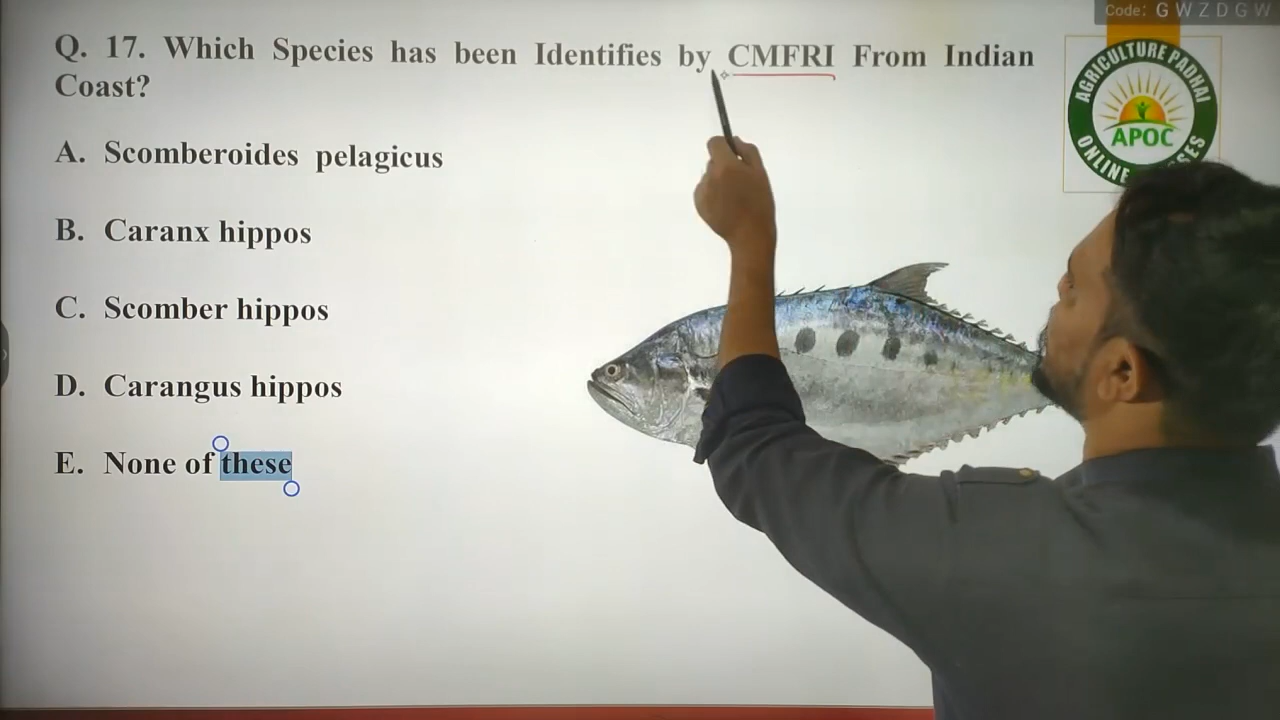 Code: G W Z D G W
Q. 17. Which Species has been Identifies by CMFRI From Indian
Coast?
A. Scomberoides pelagicus
B. Caranx hippos
C. Scomber hippos
D. Carangus hippos
E. None of these
AGRICULTURE PADHAI
APOC
ONLINE